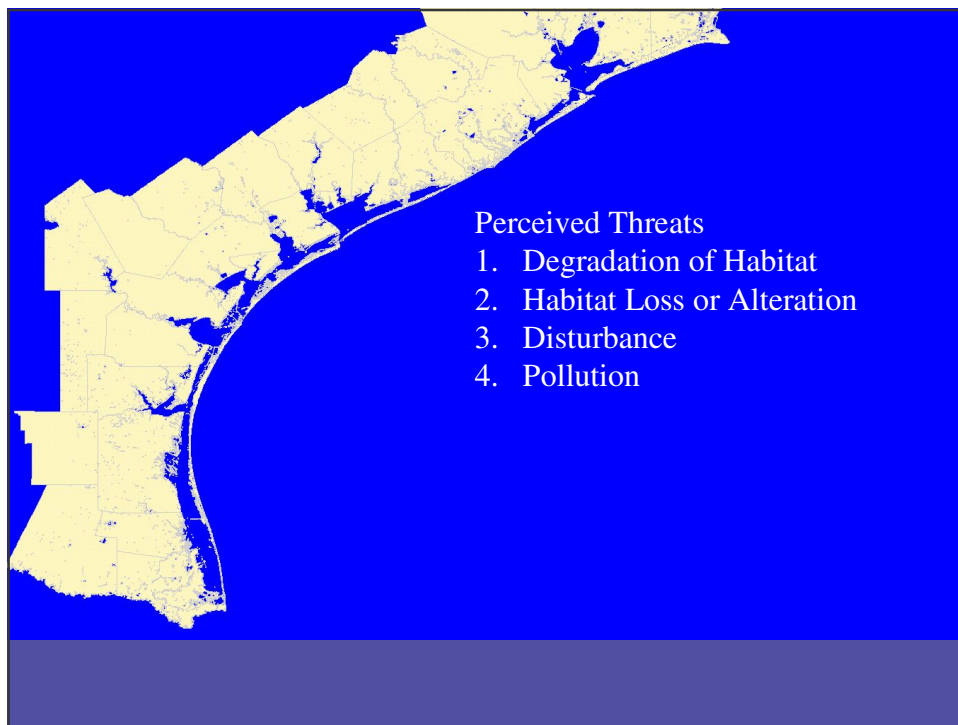 Perceived Threats
1. Degradation of Habitat
2. Habitat Loss or Alteration
3. Disturbance
4. Pollution